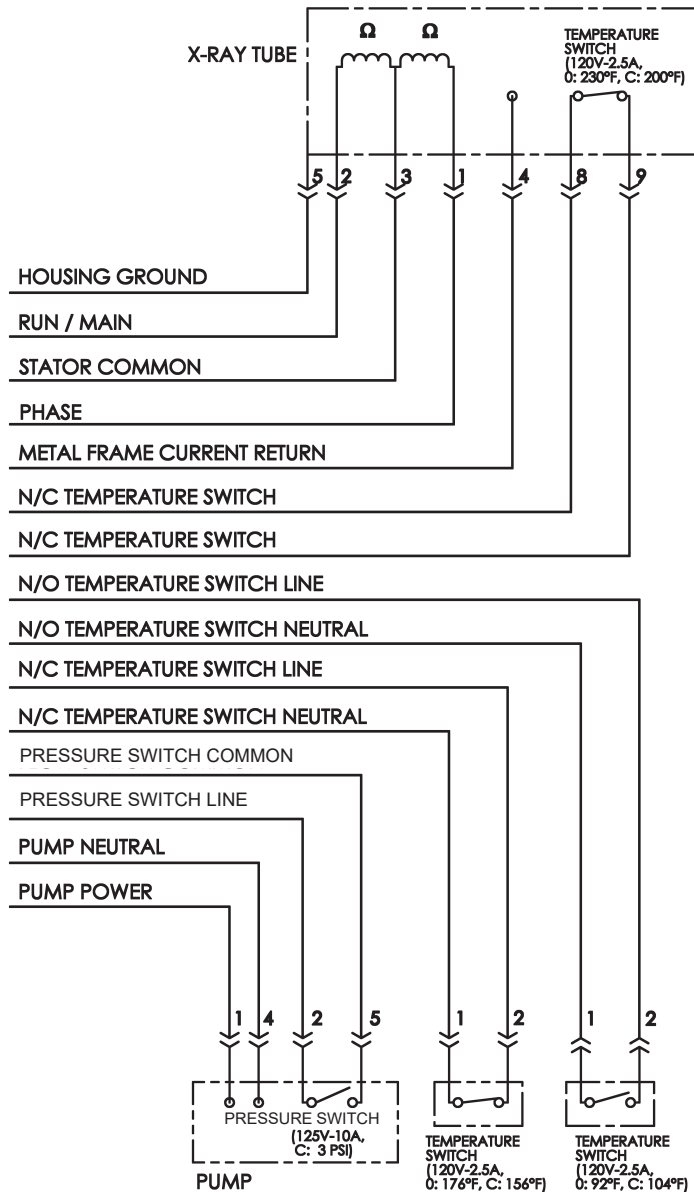 Ω Ω
X-RAY TUBE
TEMPERATURE
SWITCH
(120V-2.5A,
0: 230°F, C: 200°F)
5 2 3 1 4 8 9
HOUSING GROUND
RUN / MAIN
STATOR COMMON
PHASE
METAL FRAME CURRENT RETURN
N/C TEMPERATURE SWITCH
N/C TEMPERATURE SWITCH
N/O TEMPERATURE SWITCH LINE
N/O TEMPERATURE SWITCH NEUTRAL
N/C TEMPERATURE SWITCH LINE
N/C TEMPERATURE SWITCH NEUTRAL
PRESSURE SWITCH COMMON
PRESSURE SWITCH LINE
PUMP NEUTRAL
PUMP POWER
1 4 2 5 1 2 1 2
PRESSURE SWITCH
(125V-10A,
C: 3 PSI)
PUMP
TEMPERATURE
SWITCH
(120V-2.5A,
0: 176°F, C: 156°F)
TEMPERATURE
SWITCH
(120V-2.5A,
0: 92°F, C: 104°F)